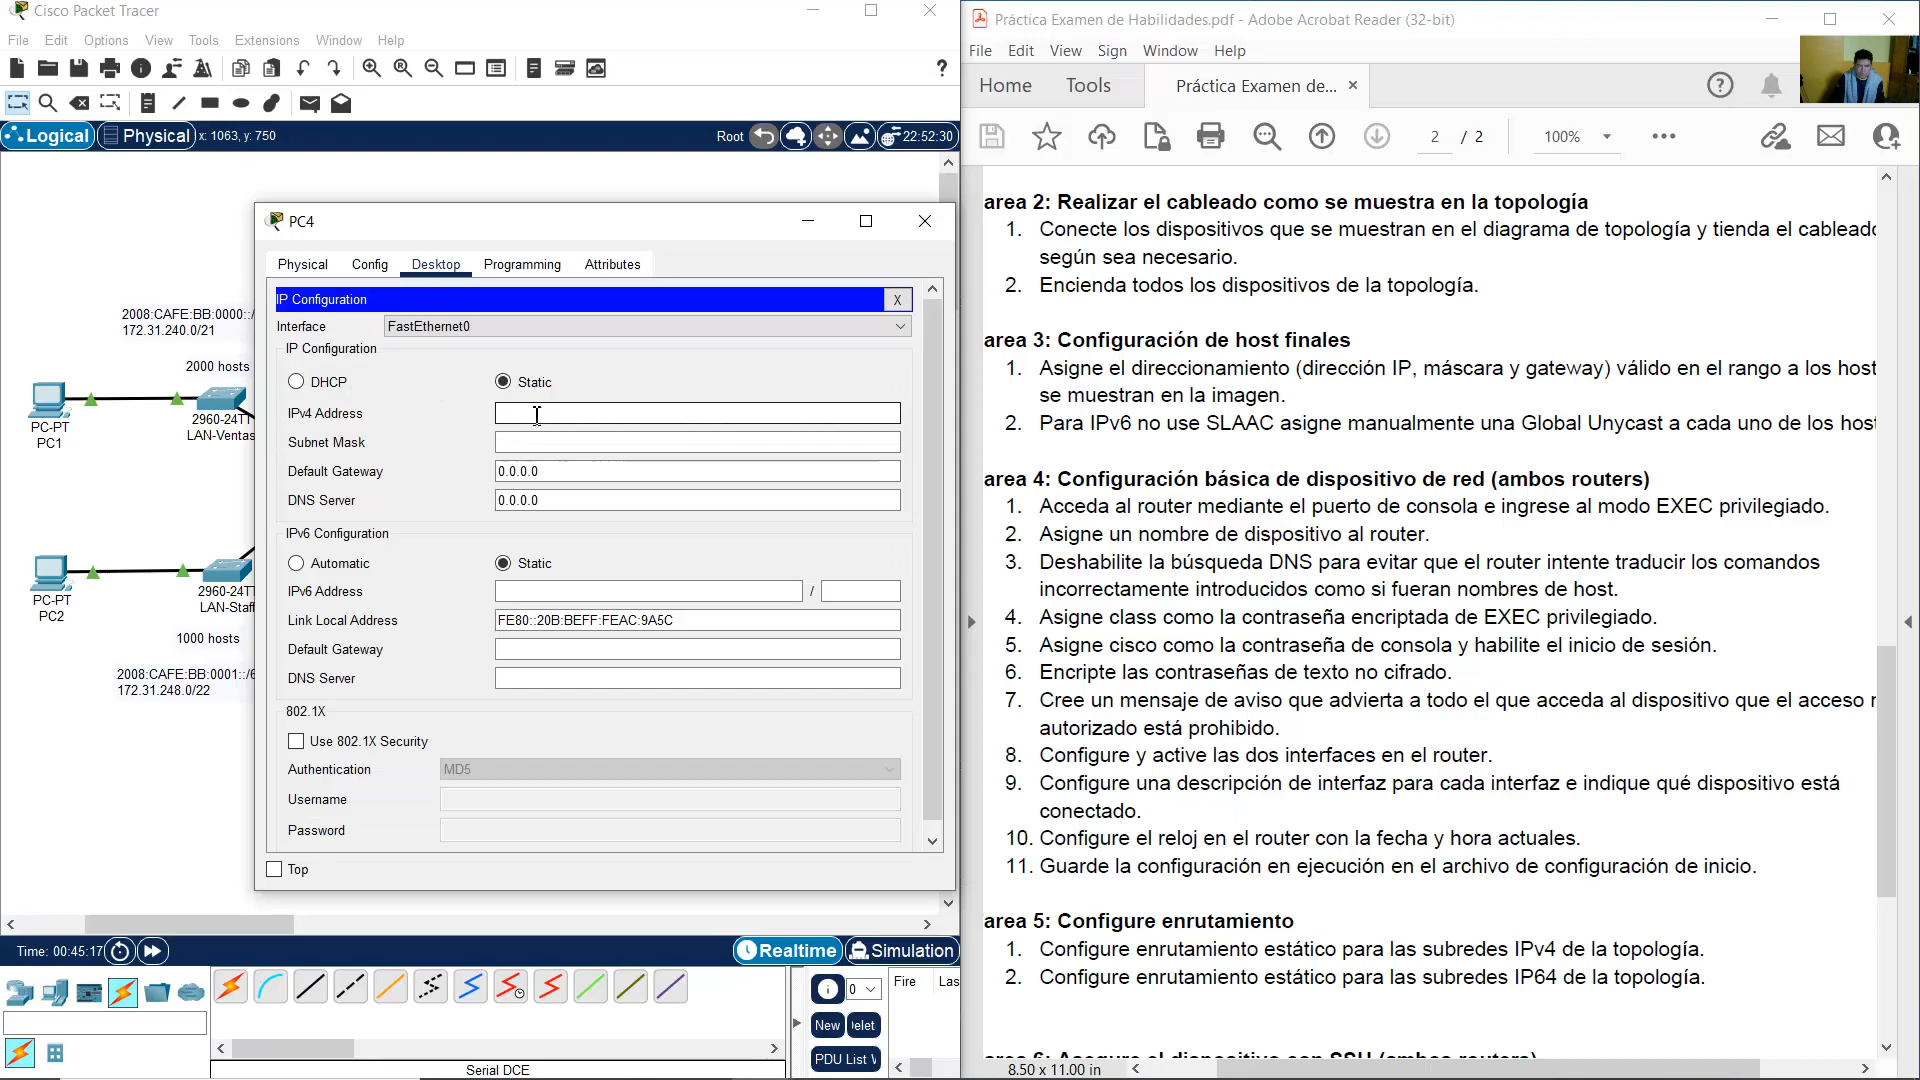 Cisco Packet Tracer
File Edit Options View Tools Extensions Window Help
Logical Physical x: 1063, y: 750
Root 22:52:30
2008:CAFE:BB:0000::/
172.31.240.0/21
2000 hosts
PC-PT
PC1
2960-24TT
LAN-Ventas
PC-PT
PC2
2960-24TT
LAN-Staff
1000 hosts
2008:CAFE:BB:0001::/6
172.31.248.0/22
PC4
Physical Config Desktop Programming Attributes
IP Configuration X
Interface FastEthernet0
IP Configuration
DHCP Static
IPv4 Address
Subnet Mask
Default Gateway 0.0.0.0
DNS Server 0.0.0.0
IPv6 Configuration
Automatic Static
IPv6 Address /
Link Local Address FE80::20B:BEFF:FEAC:9A5C
Default Gateway
DNS Server
802.1X
Use 802.1X Security
Authentication MD5
Username
Password
Top
Time: 00:45:17
Realtime Simulation
0
Fire Las
New
PDU List
Serial DCE
Práctica Examen de Habilidades.pdf - Adobe Acrobat Reader (32-bit)
File Edit View Sign Window Help
Home Tools Práctica Examen de... ×
2 / 2 100%
area 2: Realizar el cableado como se muestra en la topología
1. Conecte los dispositivos que se muestran en el diagrama de topología y tienda el cableado
según sea necesario.
2. Encienda todos los dispositivos de la topología.
area 3: Configuración de host finales
1. Asigne el direccionamiento (dirección IP, máscara y gateway) válido en el rango a los host
se muestran en la imagen.
2. Para IPv6 no use SLAAC asigne manualmente una Global Unycast a cada uno de los host
area 4: Configuración básica de dispositivo de red (ambos routers)
1. Acceda al router mediante el puerto de consola e ingrese al modo EXEC privilegiado.
2. Asigne un nombre de dispositivo al router.
3. Deshabilite la búsqueda DNS para evitar que el router intente traducir los comandos
incorrectamente introducidos como si fueran nombres de host.
4. Asigne class como la contraseña encriptada de EXEC privilegiado.
5. Asigne cisco como la contraseña de consola y habilite el inicio de sesión.
6. Encripte las contraseñas de texto no cifrado.
7. Cree un mensaje de aviso que advierta a todo el que acceda al dispositivo que el acceso
autorizado está prohibido.
8. Configure y active las dos interfaces en el router.
9. Configure una descripción de interfaz para cada interfaz e indique qué dispositivo está
conectado.
10. Configure el reloj en el router con la fecha y hora actuales.
11. Guarde la configuración en ejecución en el archivo de configuración de inicio.
area 5: Configure enrutamiento
1. Configure enrutamiento estático para las subredes IPv4 de la topología.
2. Configure enrutamiento estático para las subredes IP64 de la topología.
area 6: Asegure el dispositivo con SSH (ambos routers)
8.50 x 11.00 in